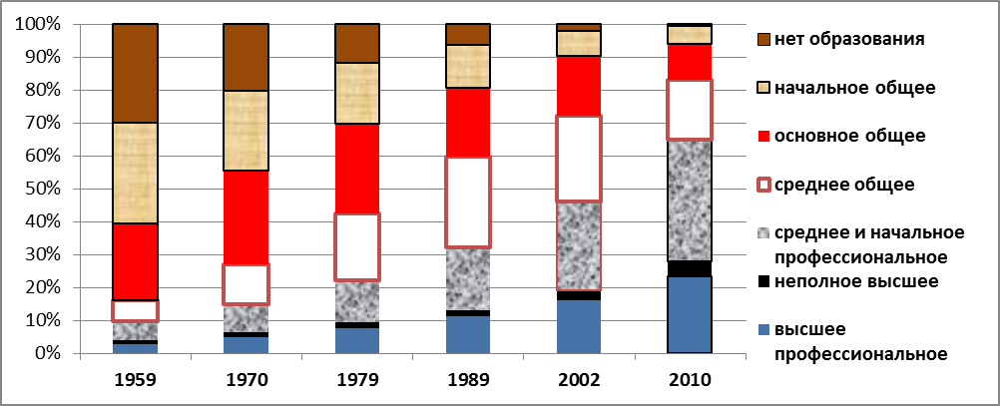 100%
90%
80%
70%
60%
50%
40%
30%
20%
10%
0%
1959 1970 1979 1989 2002 2010
нет образования
начальное общее
основное общее
среднее общее
среднее и начальное
профессиональное
неполное высшее
высшее
профессиональное